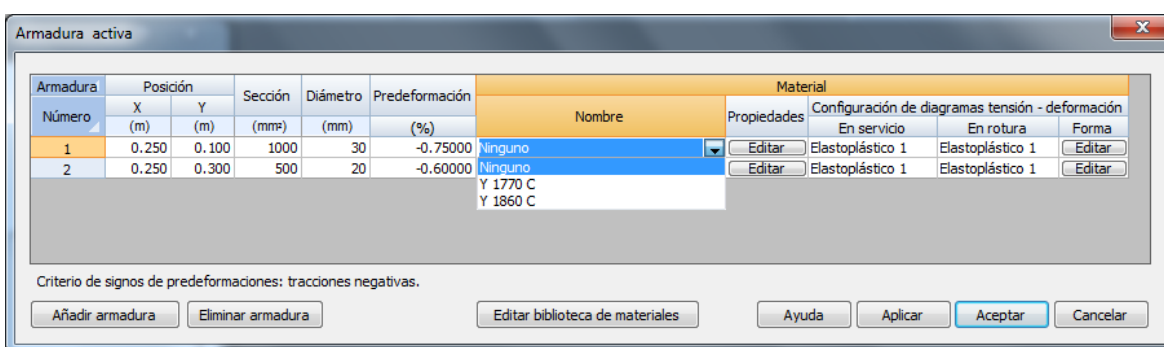 Armadura activa
Armadura Posición Sección Diámetro Predeformación Material
Número X Y Nombre Propiedades Configuración de diagramas tensión - deformación
(m) (m) (mm²) (mm) (%) En servicio En rotura Forma
1 0.250 0.100 1000 30 -0.75000 Ninguno Editar Elastoplástico 1 Elastoplástico 1 Editar
2 0.250 0.300 500 20 -0.60000 Ninguno Editar Elastoplástico 1 Elastoplástico 1 Editar
Y 1770 C
Y 1860 C
Criterio de signos de predeformaciones: tracciones negativas.
Añadir armadura Eliminar armadura Editar biblioteca de materiales Ayuda Aplicar Aceptar Cancelar